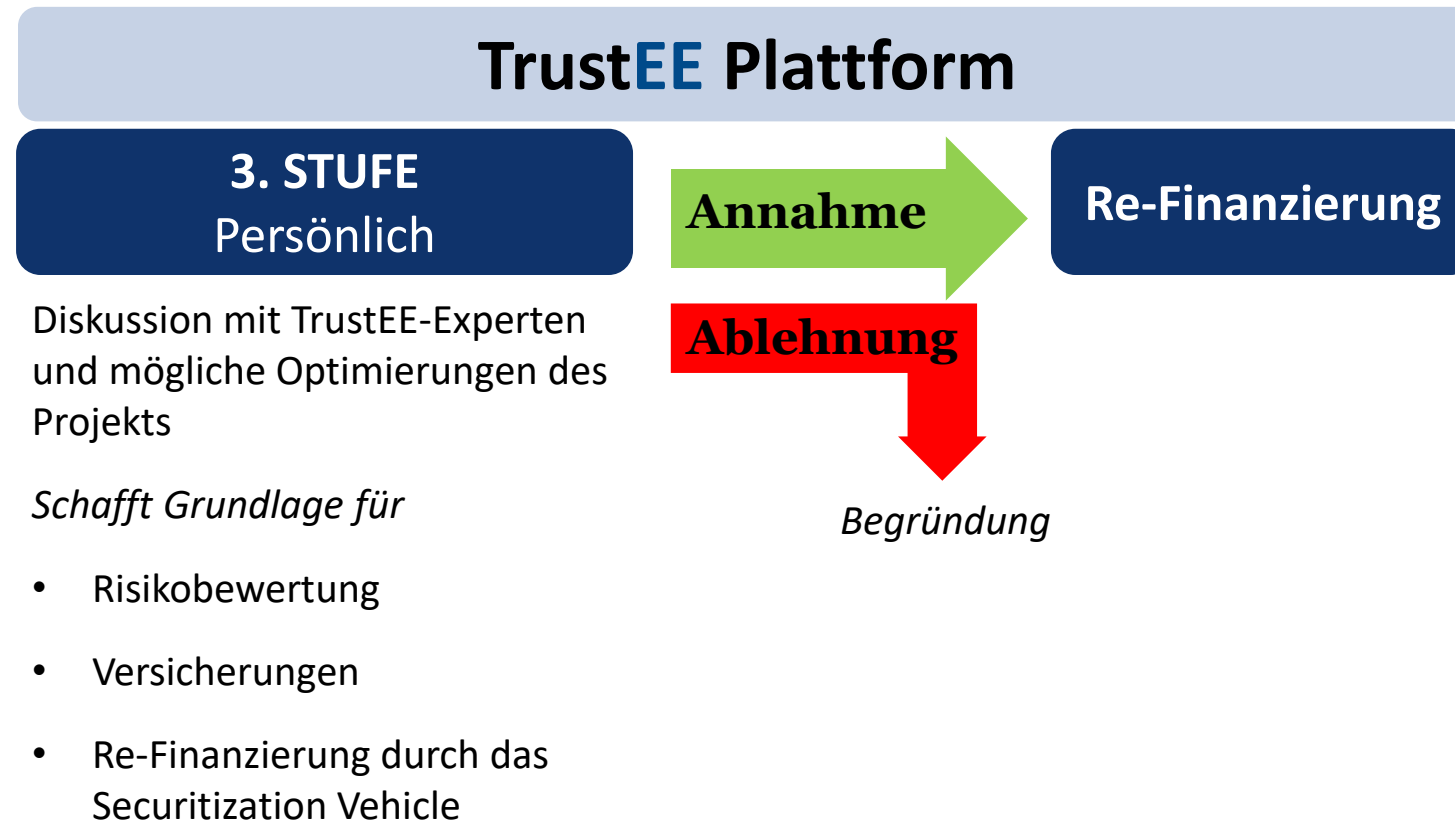 TrustEE Plattform
3. STUFE
Persönlich
Annahme
Re-Finanzierung
Ablehnung
Begründung
Diskussion mit TrustEE-Experten
und mögliche Optimierungen des
Projekts
Schafft Grundlage für
• Risikobewertung
• Versicherungen
• Re-Finanzierung durch das
Securitization Vehicle